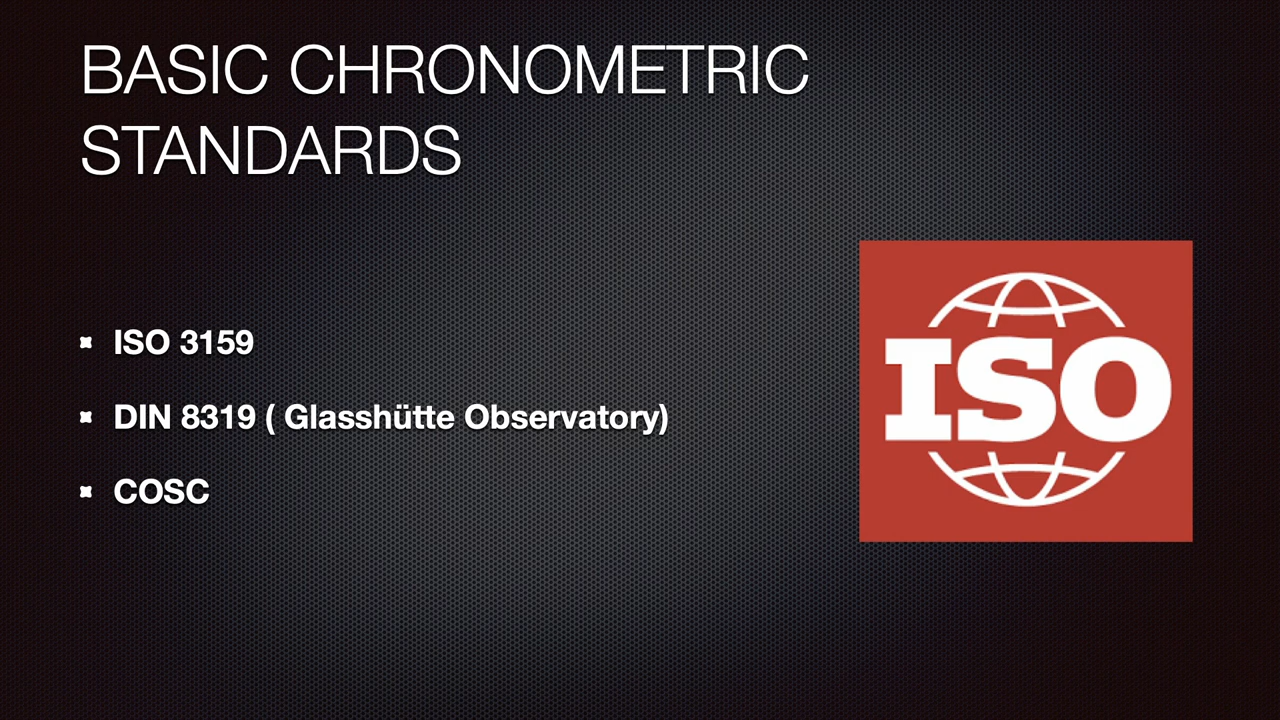 BASIC CHRONOMETRIC
STANDARDS
ISO 3159
DIN 8319 ( Glasshütte Observatory)
COSC
ISO